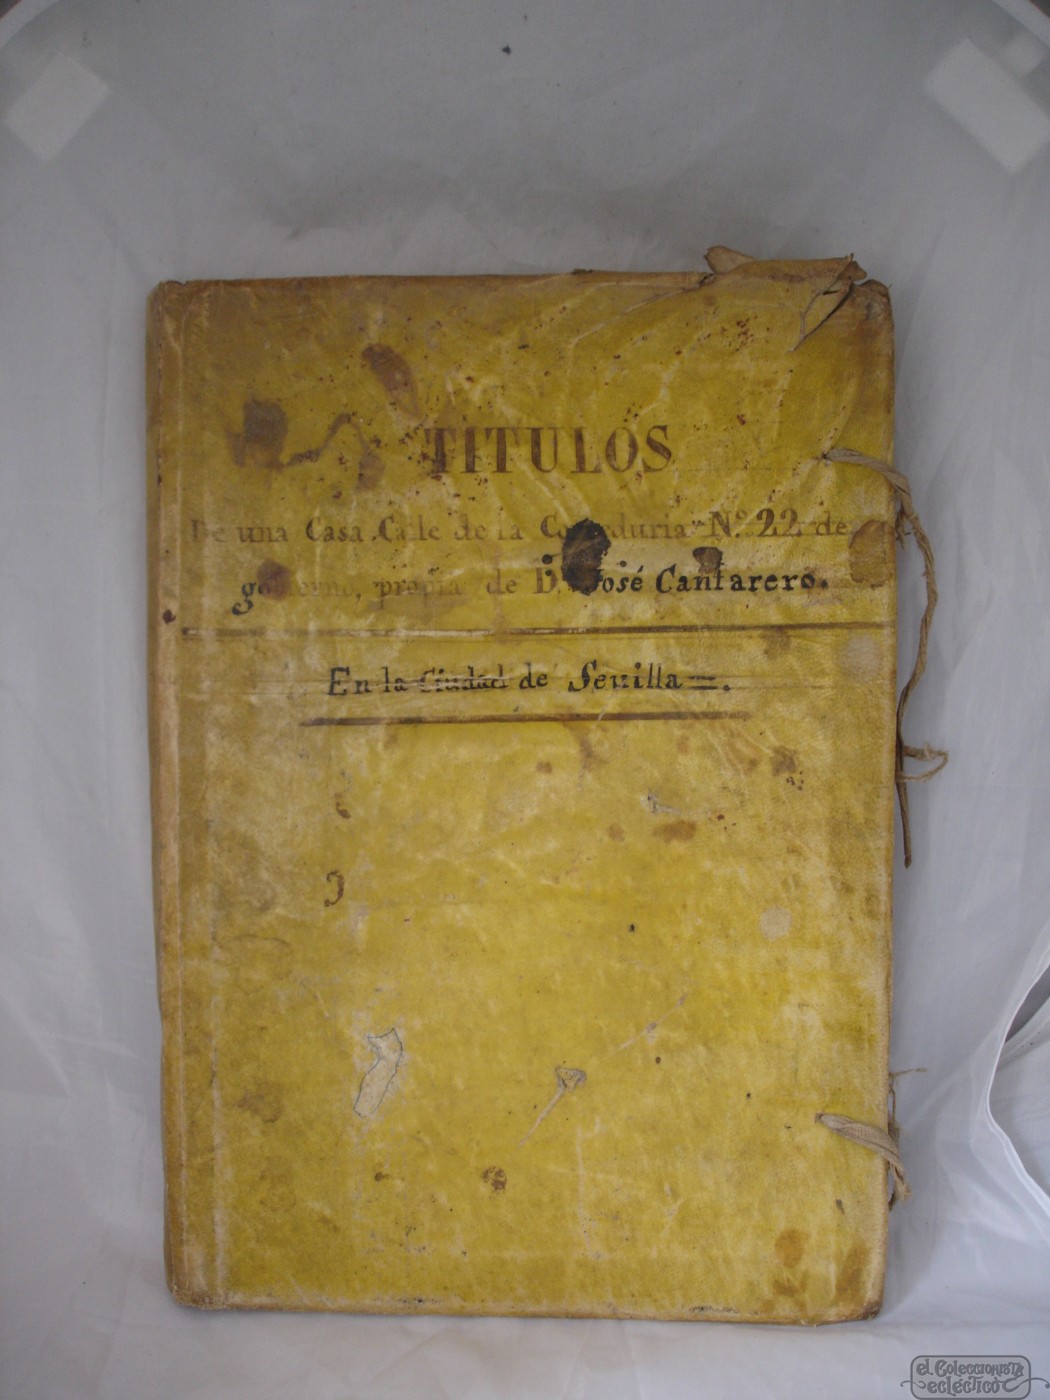 TITULOS
De una Casa Calle de la Nº. 22. de
gobierno, propia de D. José Cantarero.
En la Ciudad de Sevilla=.
el Coleccionista
ecléctico